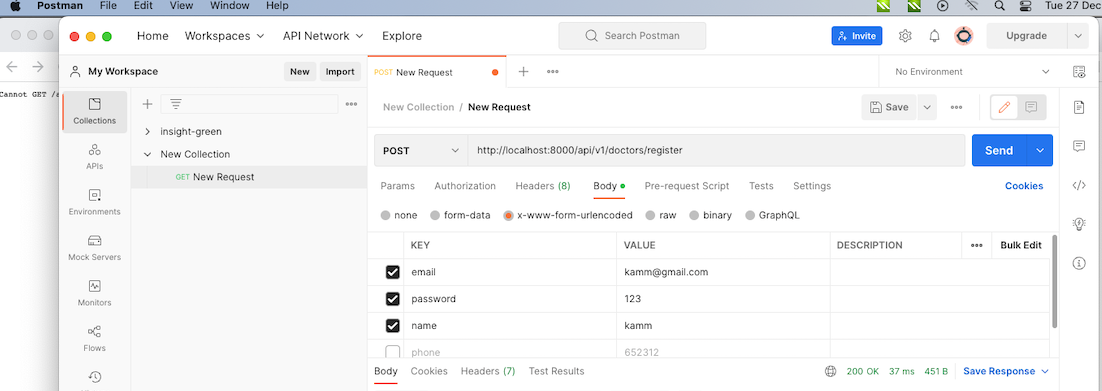 Postman File Edit View Window Help Tue 27 Dec
Home Workspaces API Network Explore Search Postman Invite Upgrade
My Workspace New Import POST New Request No Environment
Cannot GET /a
Collections
insight-green
New Collection
GET New Request
APIs
Environments
Mock Servers
Monitors
Flows
New Collection / New Request Save
POST http://localhost:8000/api/v1/doctors/register Send
Params Authorization Headers (8) Body Pre-request Script Tests Settings Cookies
none form-data x-www-form-urlencoded raw binary GraphQL
KEY VALUE DESCRIPTION Bulk Edit
email kamm@gmail.com
password 123
name kamm
phone 652312
Body Cookies Headers (7) Test Results 200 OK 37 ms 451 B Save Response